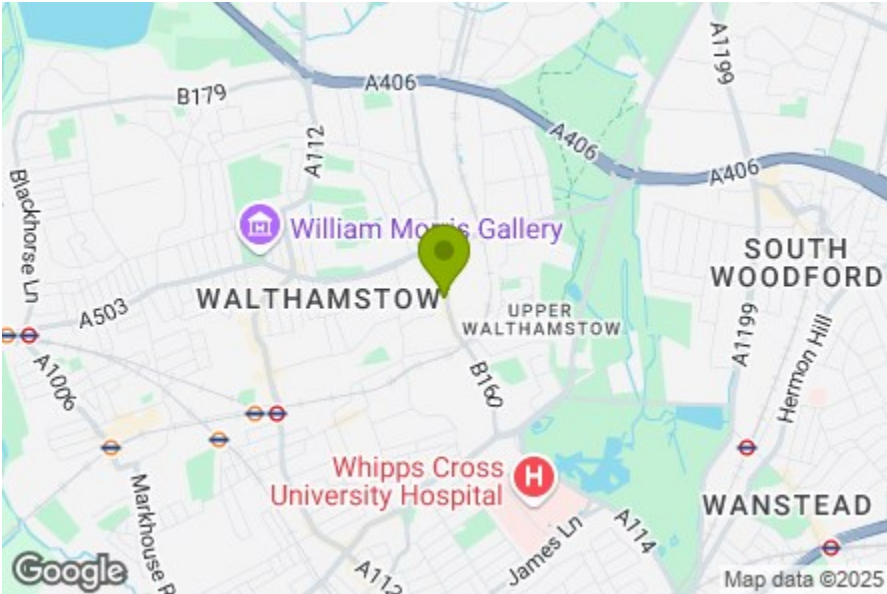 A1199
A406
B179
A112
A406
A406
Blackhorse Ln
William Morris Gallery
SOUTH
WOODFORD
WALTHAMSTOW
A503
UPPER
WALTHAMSTOW
A1199
Hermon Hill
A1006
B160
Whipps Cross
University Hospital
H
Markhouse R
WANSTEAD
A114
James Ln
A112
Google
Map data ©2025